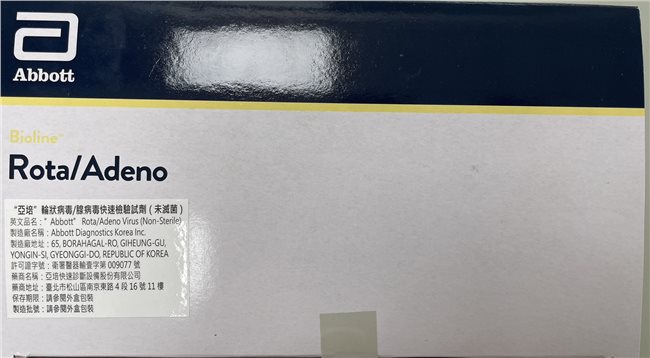 Abbott
Bioline™
Rota/Adeno
“亞培”輪狀病毒/腺病毒快速檢驗試劑(未滅菌)
英文品名:“Abbott” Rota/Adeno Virus (Non-Sterile)
製造廠名稱:Abbott Diagnostics Korea Inc.
製造廠地址:65, BORAHAGAL-RO, GIHEUNG-GU,
YONGIN-SI, GYEONGGI-DO, REPUBLIC OF KOREA
許可證字號:衛署醫器輸壹字第 009077 號
藥商名稱:亞培快速診斷設備股份有限公司
藥商地址:臺北市松山區南京東路 4 段 16 號 11 樓
保存期限:請參閱外盒包裝
製造批號:請參閱外盒包裝